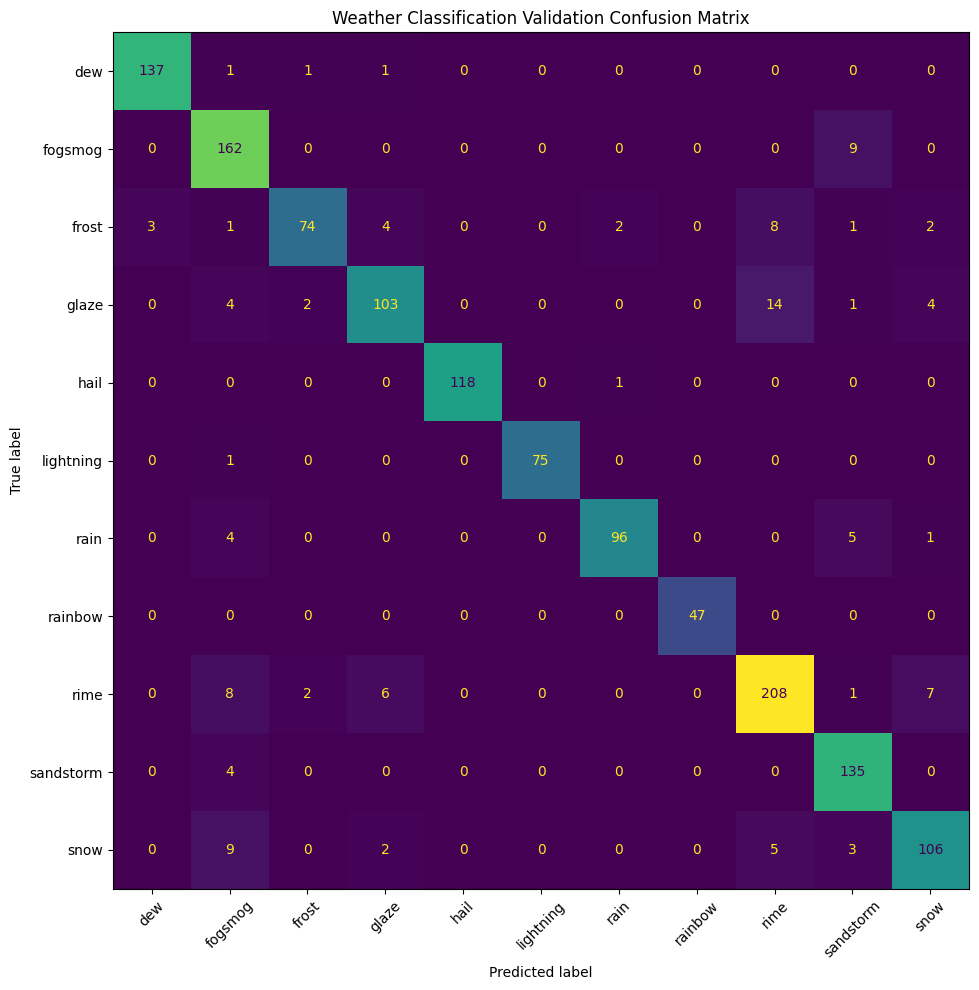 Weather Classification Validation Confusion Matrix
dew 137 1 1 1 0 0 0 0 0 0 0
fogsmog 0 162 0 0 0 0 0 0 0 9 0
frost 3 1 74 4 0 0 2 0 8 1 2
glaze 0 4 2 103 0 0 0 0 14 1 4
hail 0 0 0 0 118 0 1 0 0 0 0
lightning 0 1 0 0 0 75 0 0 0 0 0
rain 0 4 0 0 0 0 96 0 0 5 1
rainbow 0 0 0 0 0 0 0 47 0 0 0
rime 0 8 2 6 0 0 0 0 208 1 7
sandstorm 0 4 0 0 0 0 0 0 0 135 0
snow 0 9 0 2 0 0 0 0 5 3 106
True label
dew fogsmog frost glaze hail lightning rain rainbow rime sandstorm snow
Predicted label